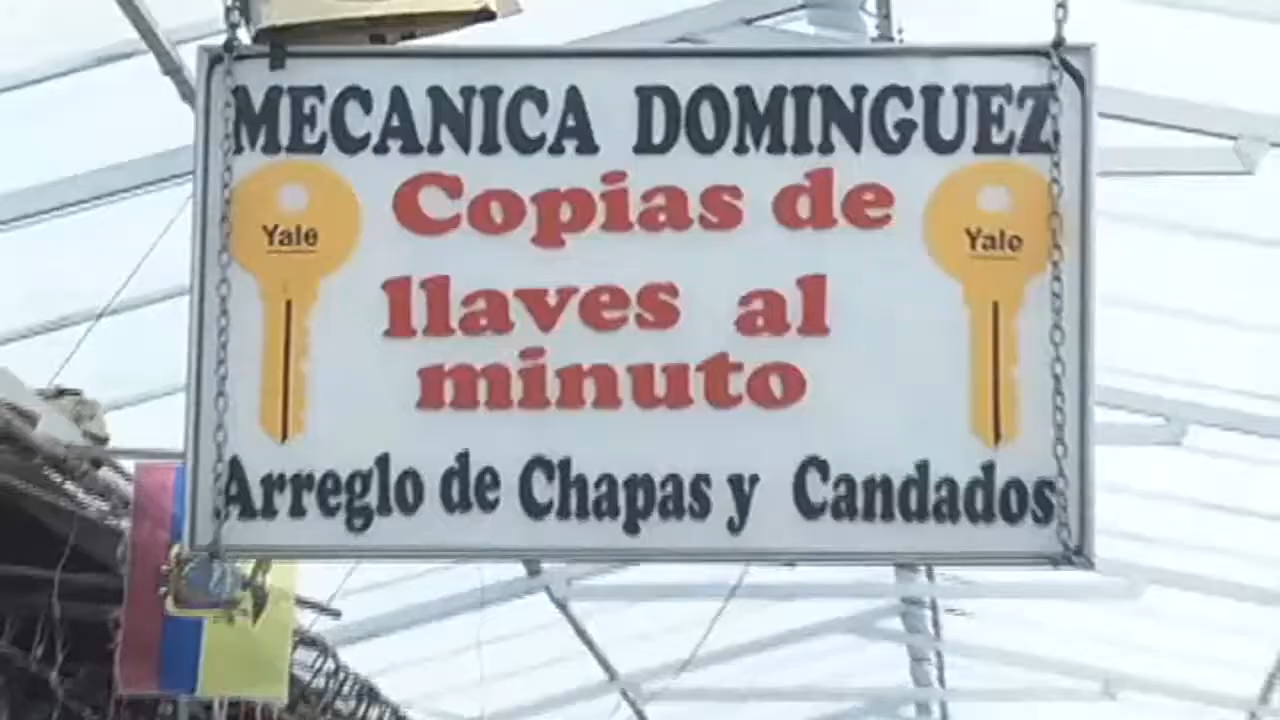 MECANICA DOMINGUEZ
Yale
Copias de
Yale
llaves al
minuto
Arreglo de Chapas y Candados